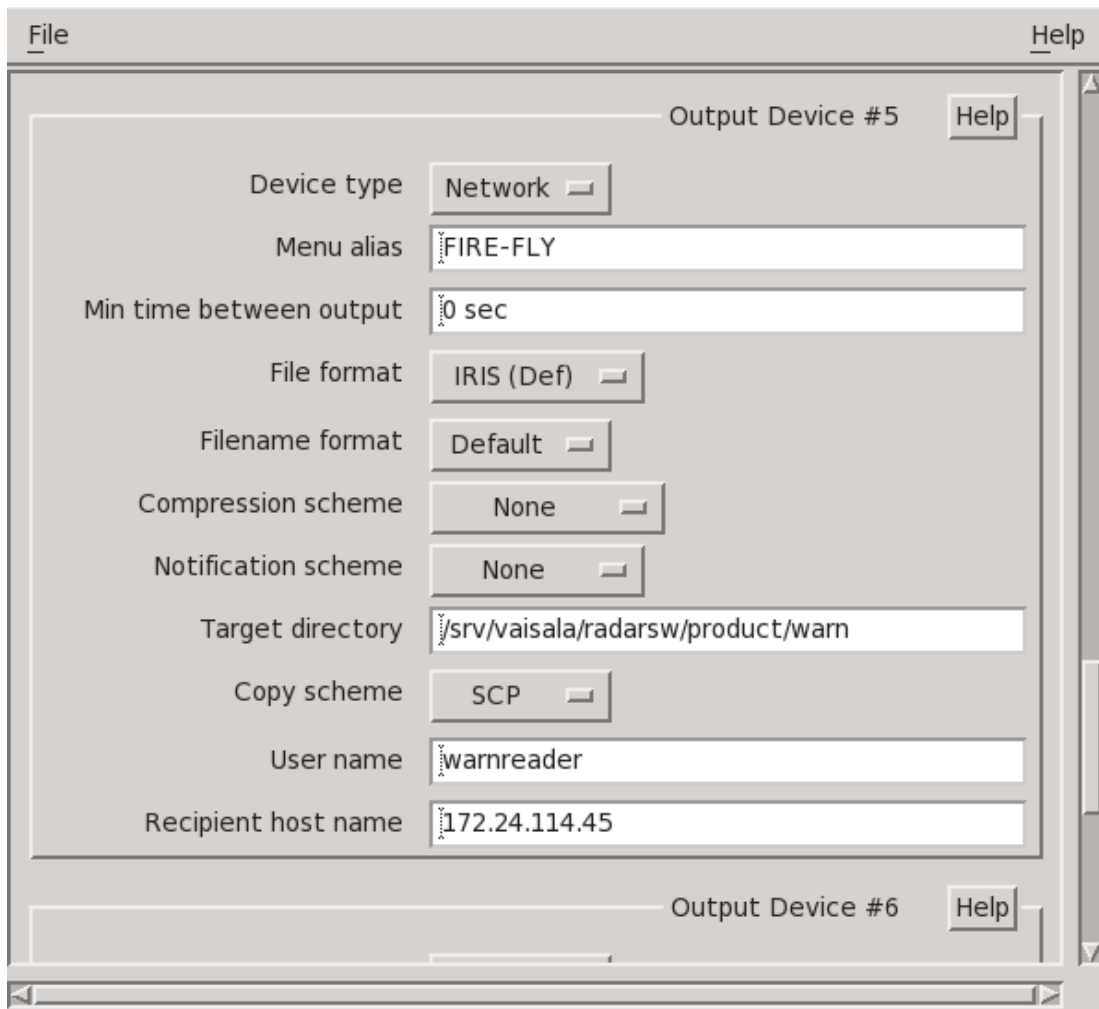 File Help
Output Device #5 Help
Device type Network
Menu alias FIRE-FLY
Min time between output 0 sec
File format IRIS (Def)
Filename format Default
Compression scheme None
Notification scheme None
Target directory /srv/vaisala/radarsw/product/warn
Copy scheme SCP
User name warnreader
Recipient host name 172.24.114.45
Output Device #6 Help